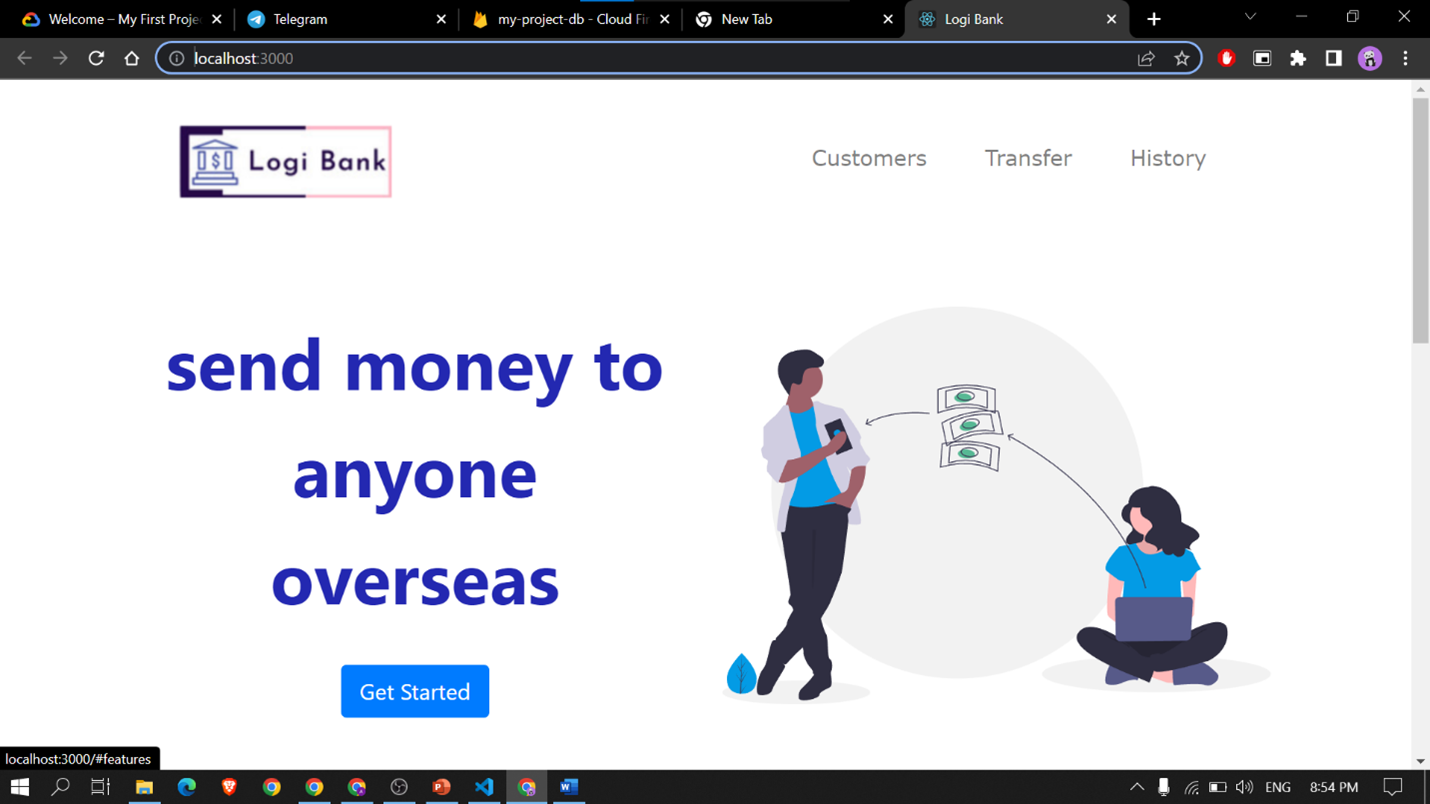 Welcome – My First Proje
Telegram
my-project-db - Cloud Fir
New Tab
Logi Bank
localhost:3000
Logi Bank
Customers
Transfer
History
send money to
anyone
overseas
Get Started
localhost:3000/#features
ENG
8:54 PM